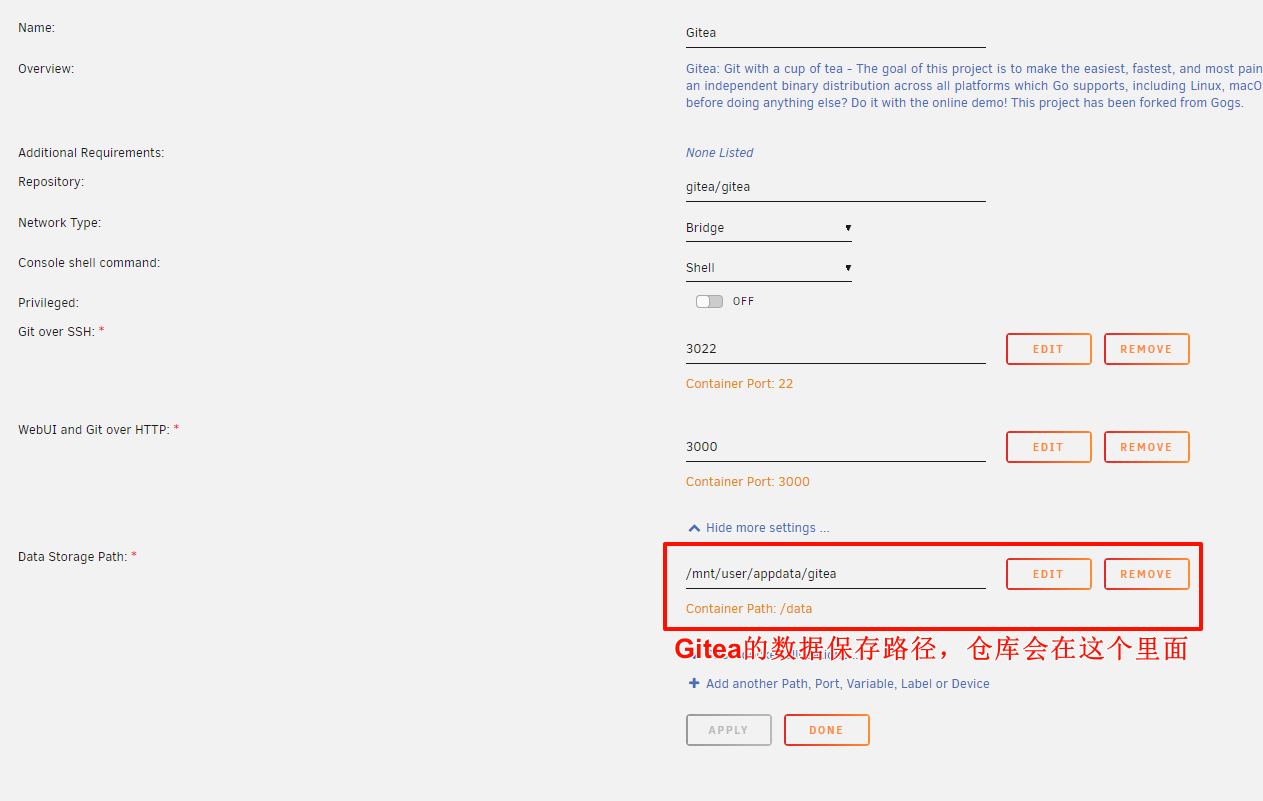 Name:
Gitea
Overview:
Gitea: Git with a cup of tea - The goal of this project is to make the easiest, fastest, and most pain
an independent binary distribution across all platforms which Go supports, including Linux, macO
before doing anything else? Do it with the online demo! This project has been forked from Gogs.
Additional Requirements:
None Listed
Repository:
gitea/gitea
Network Type:
Bridge
Console shell command:
Shell
Privileged:
OFF
Git over SSH: *
3022
EDIT
REMOVE
Container Port: 22
WebUI and Git over HTTP: *
3000
EDIT
REMOVE
Container Port: 3000
Hide more settings ...
Data Storage Path: *
/mnt/user/appdata/gitea
EDIT
REMOVE
Container Path: /data
Gitea的数据保存路径，仓库会在这个里面
Add another Path, Port, Variable, Label or Device
APPLY
DONE